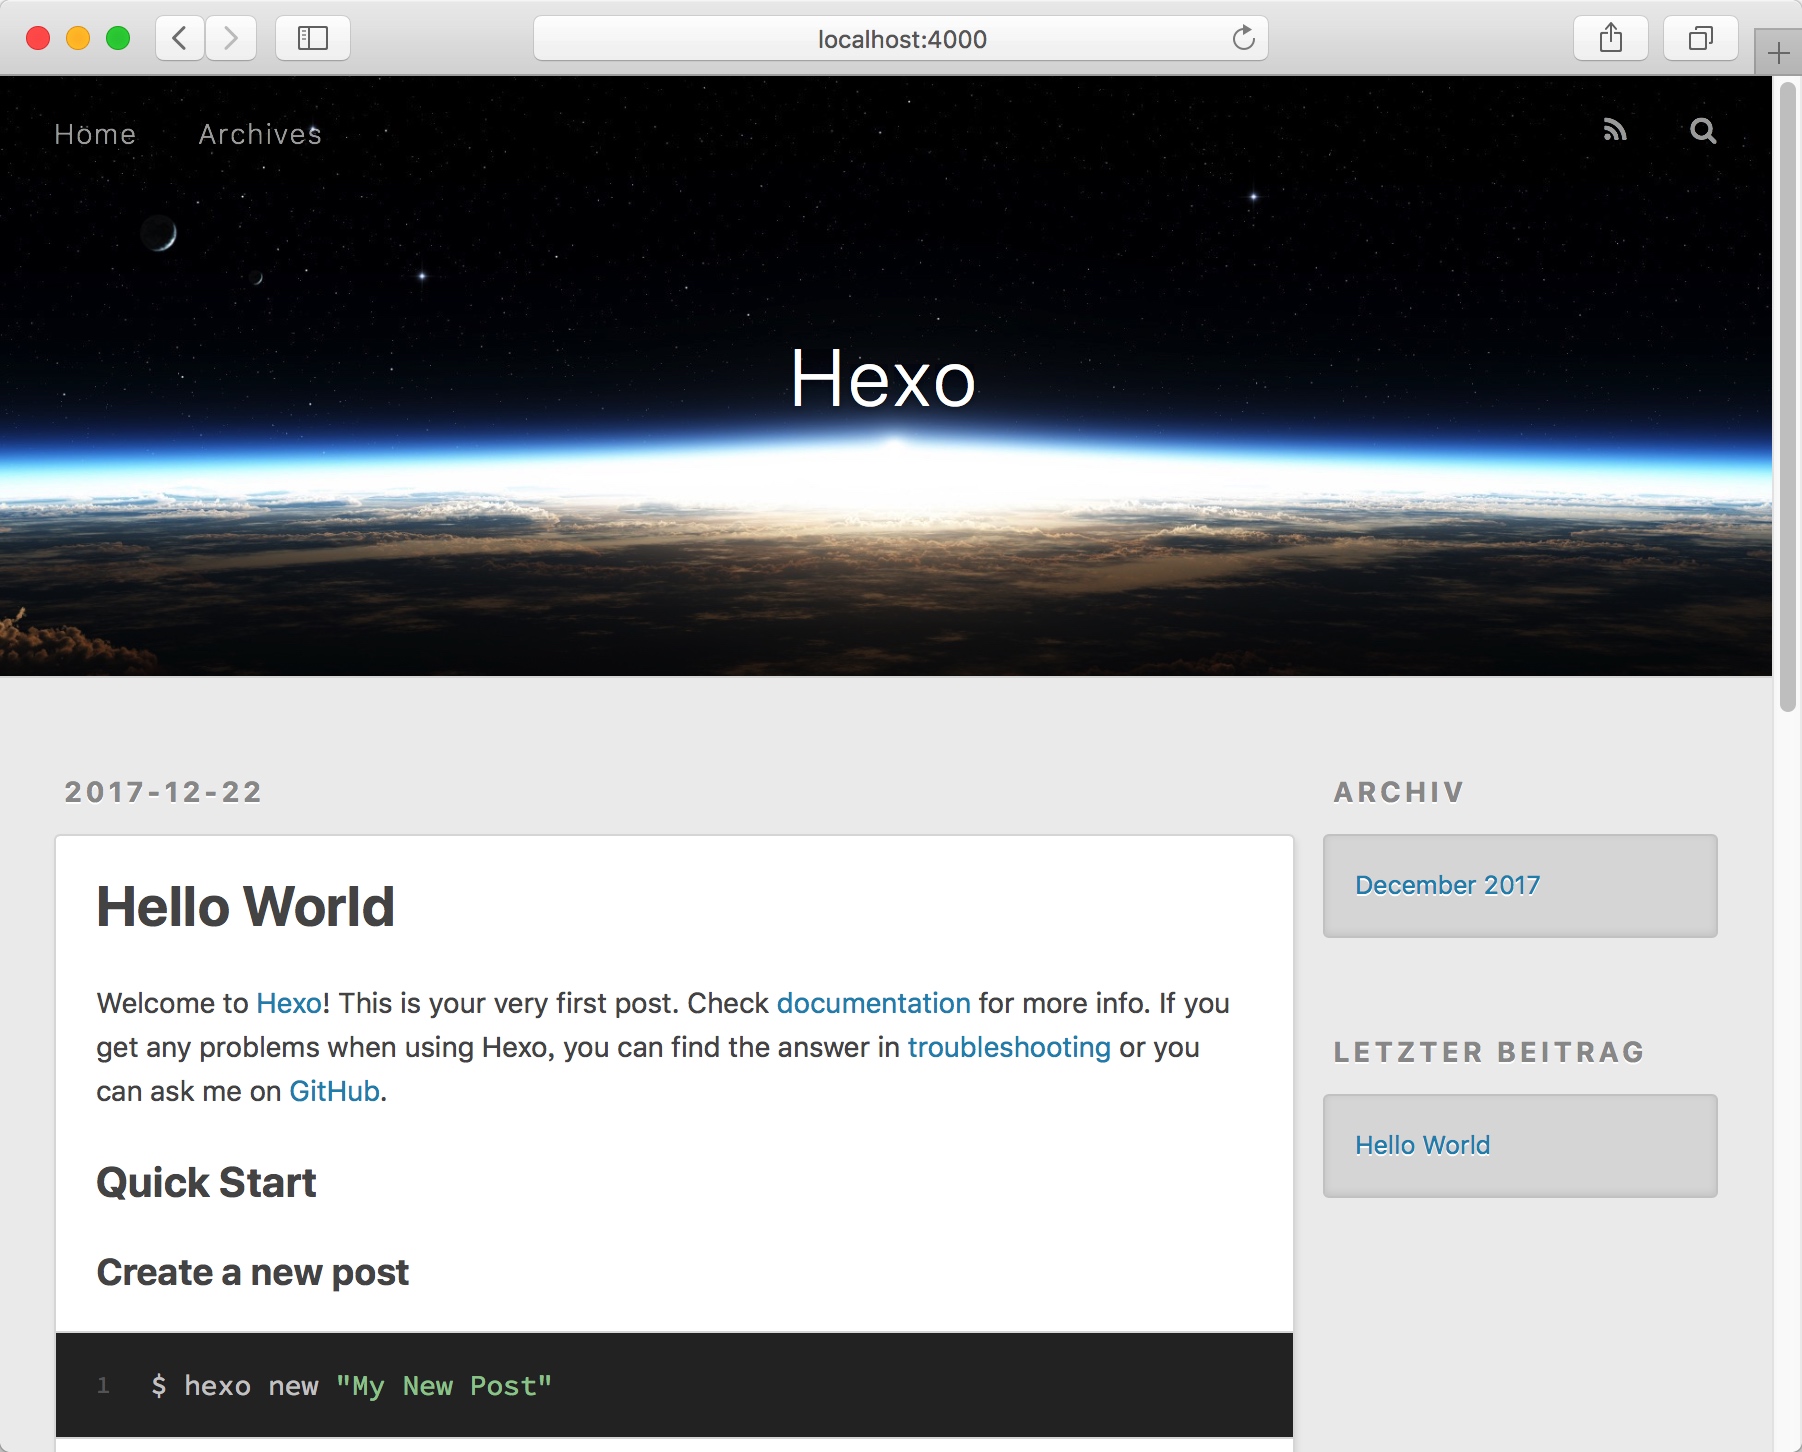 localhost:4000
Home Archives
Hexo
2017-12-22
Hello World
Welcome to Hexo! This is your very first post. Check documentation for more info. If you
get any problems when using Hexo, you can find the answer in troubleshooting or you
can ask me on GitHub.
Quick Start
Create a new post
1 $ hexo new "My New Post"
ARCHIV
December 2017
LETZTER BEITRAG
Hello World